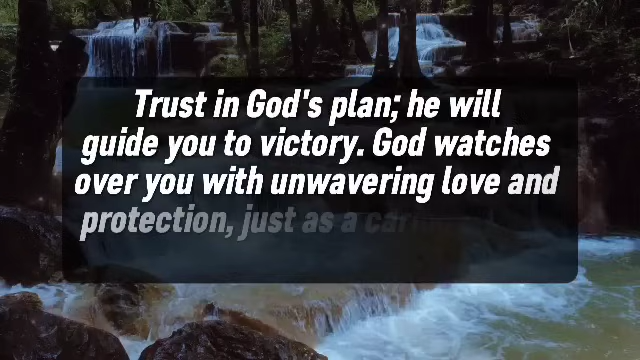 Trust in God's plan; he will
guide you to victory. God watches
over you with unwavering love and
protection, just as a